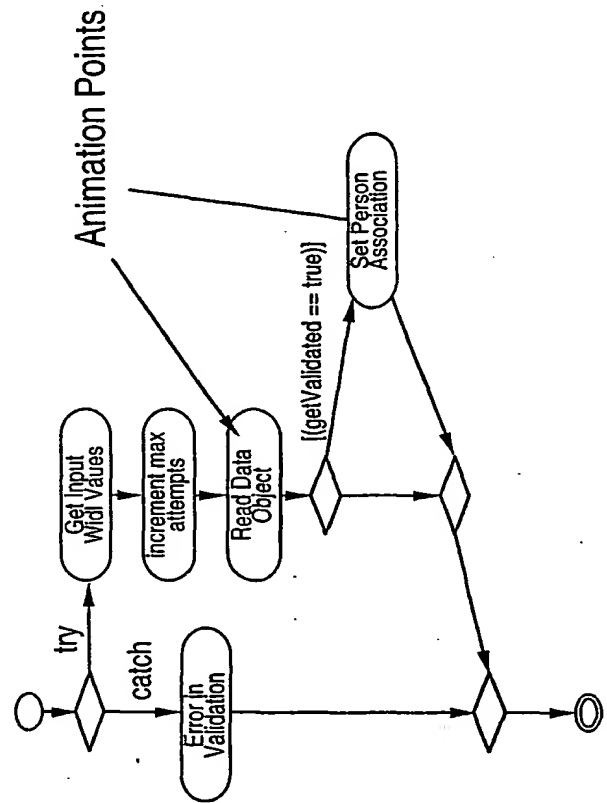 Animation Points
try
Get Input
Widl Vaues
increment max
attempts
Read Data
Object
[(getValidated == true)]
Set Person
Association
catch
Error in
Validation